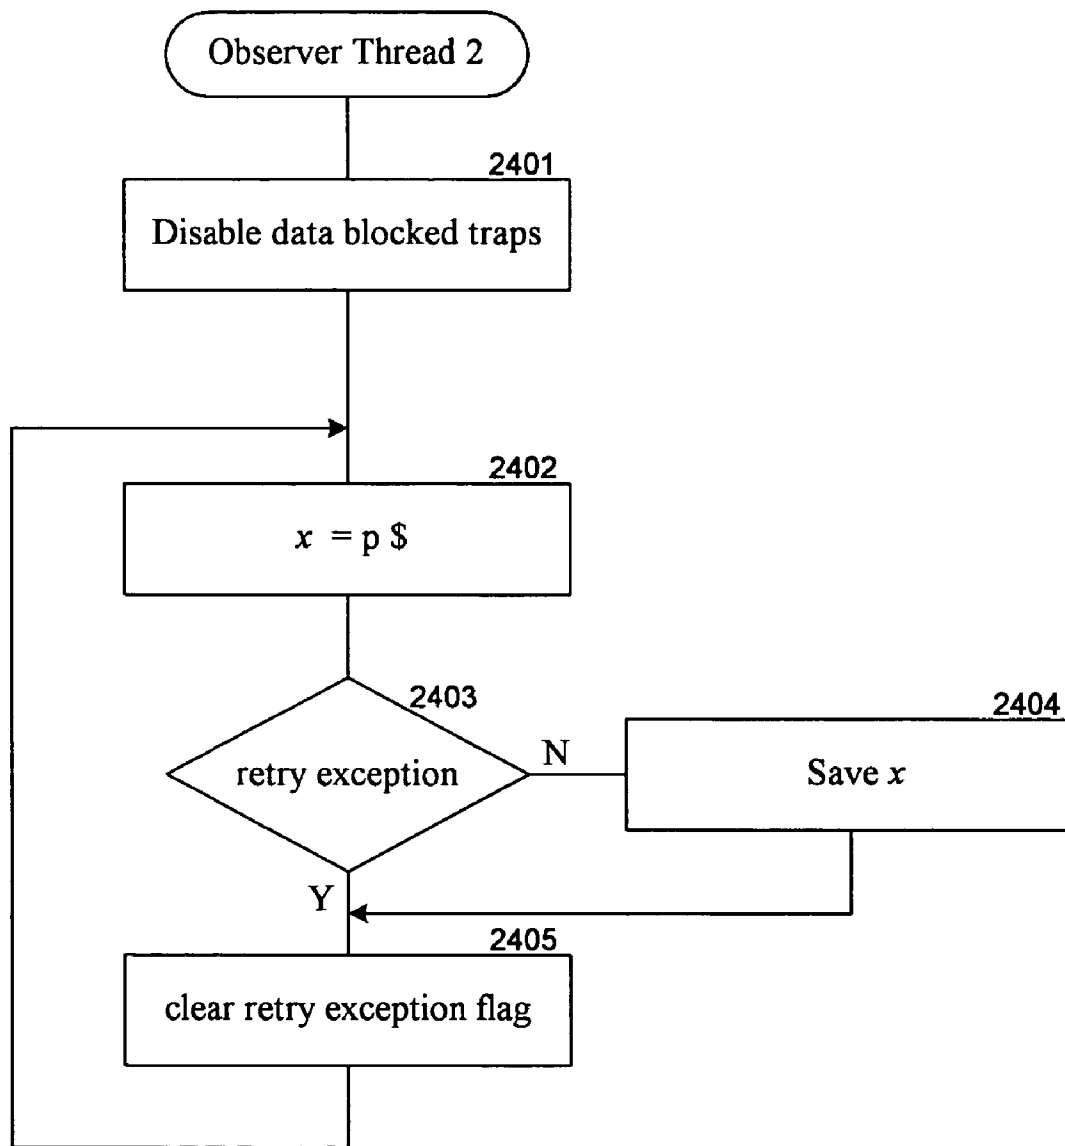 Observer Thread 2
2401
Disable data blocked traps
2402
x = p $
2403
retry exception
N
2404
Save x
Y
2405
clear retry exception flag